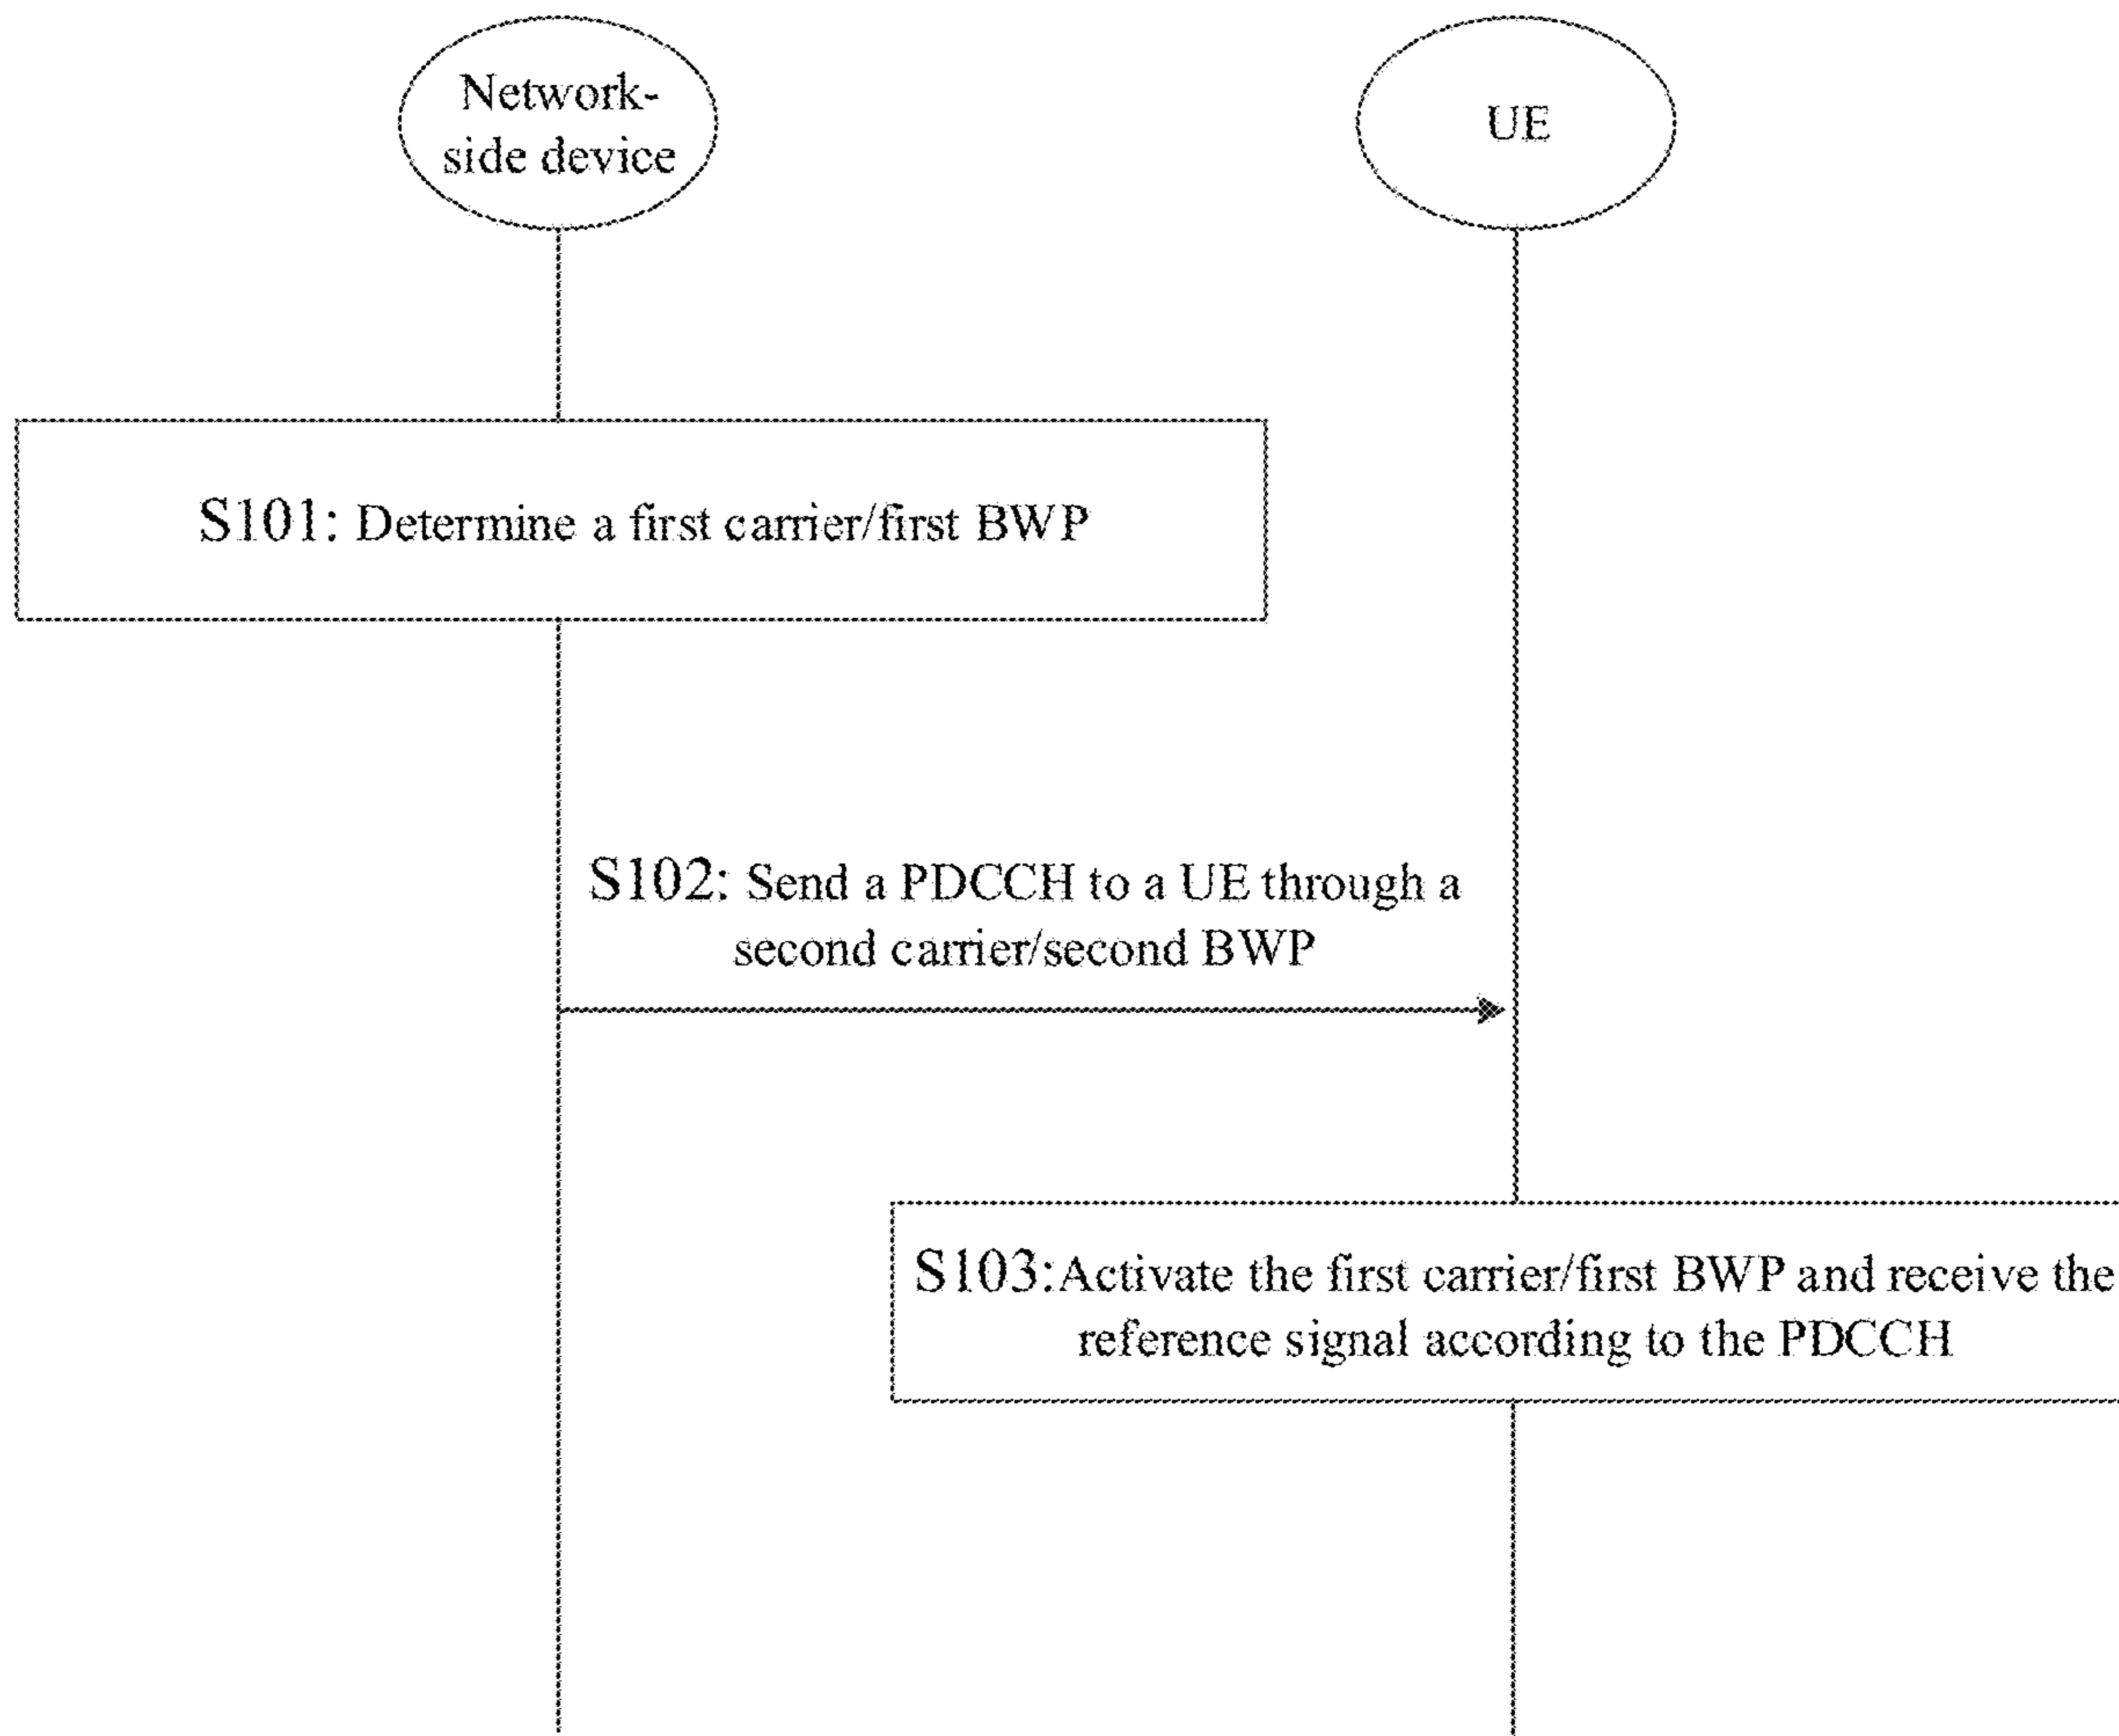 Network-
side device
UE
S101: Determine a first carrier/first BWP
S102: Send a PDCCH to a UE through a
second carrier/second BWP
S103:Activate the first carrier/first BWP and receive the
reference signal according to the PDCCH